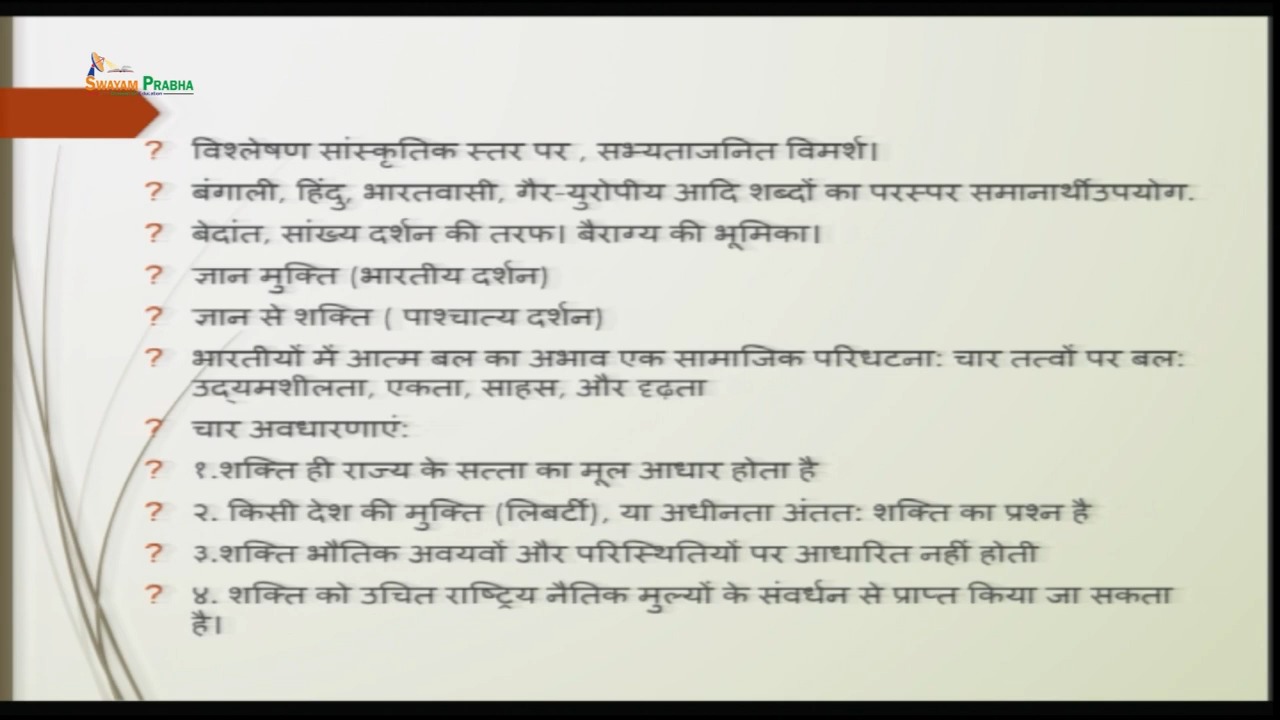 SWAYAM PRABHA
? विश्लेषण सांस्कृतिक स्तर पर , सभ्यताजनित विमर्श।
? बंगाली, हिंदु, भारतवासी, गैर-युरोपीय आदि शब्दों का परस्पर समानार्थीउपयोग.
? बेदांत, सांख्य दर्शन की तरफ। बैराग्य की भूमिका।
? ज्ञान मुक्ति (भारतीय दर्शन)
? ज्ञान से शक्ति ( पाश्चात्य दर्शन)
? भारतीयों में आत्म बल का अभाव एक सामाजिक परिधटना: चार तत्वों पर बल:
उद्यमशीलता, एकता, साहस, और दृढ़ता
? चार अवधारणाएं:
? १.शक्ति ही राज्य के सत्ता का मूल आधार होता है
? २. किसी देश की मुक्ति (लिबर्टी), या अधीनता अंतत: शक्ति का प्रश्न है
? ३.शक्ति भौतिक अवयवों और परिस्थितियों पर आधारित नहीं होती
? ४. शक्ति को उचित राष्ट्रिय नैतिक मुल्यों के संवर्धन से प्राप्त किया जा सकता
है।